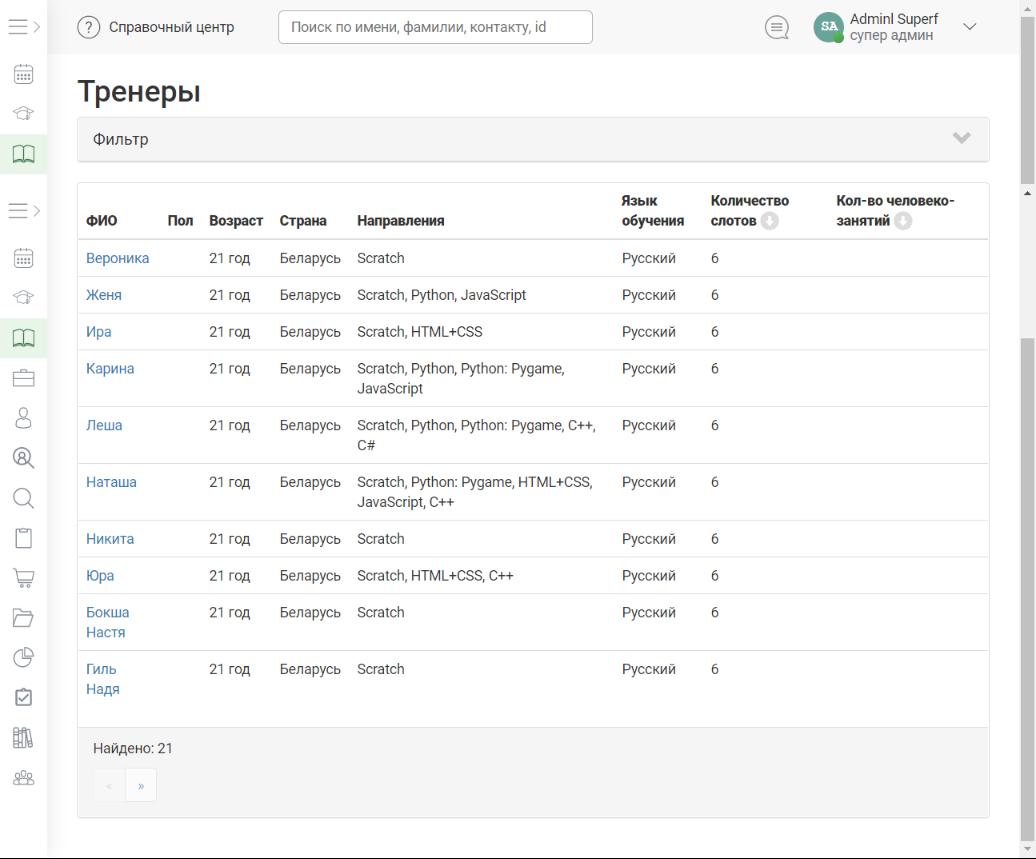 ? Справочный центр
Поиск по имени, фамилии, контакту, id
SA
Adminl Superf
супер админ
Тренеры
Фильтр
ФИО Пол Возраст Страна Направления Язык обучения Количество слотов Кол-во человеко-занятий
Вероника 21 год Беларусь Scratch Русский 6
Женя 21 год Беларусь Scratch, Python, JavaScript Русский 6
Ира 21 год Беларусь Scratch, HTML+CSS Русский 6
Карина 21 год Беларусь Scratch, Python, Python: Pygame, Русский 6
JavaScript
Леша 21 год Беларусь Scratch, Python, Python: Pygame, C++, Русский 6
C#
Наташа 21 год Беларусь Scratch, Python: Pygame, HTML+CSS, Русский 6
JavaScript, C++
Никита 21 год Беларусь Scratch Русский 6
Юра 21 год Беларусь Scratch, HTML+CSS, C++ Русский 6
Бокша 21 год Беларусь Scratch Русский 6
Настя
Гиль 21 год Беларусь Scratch Русский 6
Надя
Найдено: 21
« »